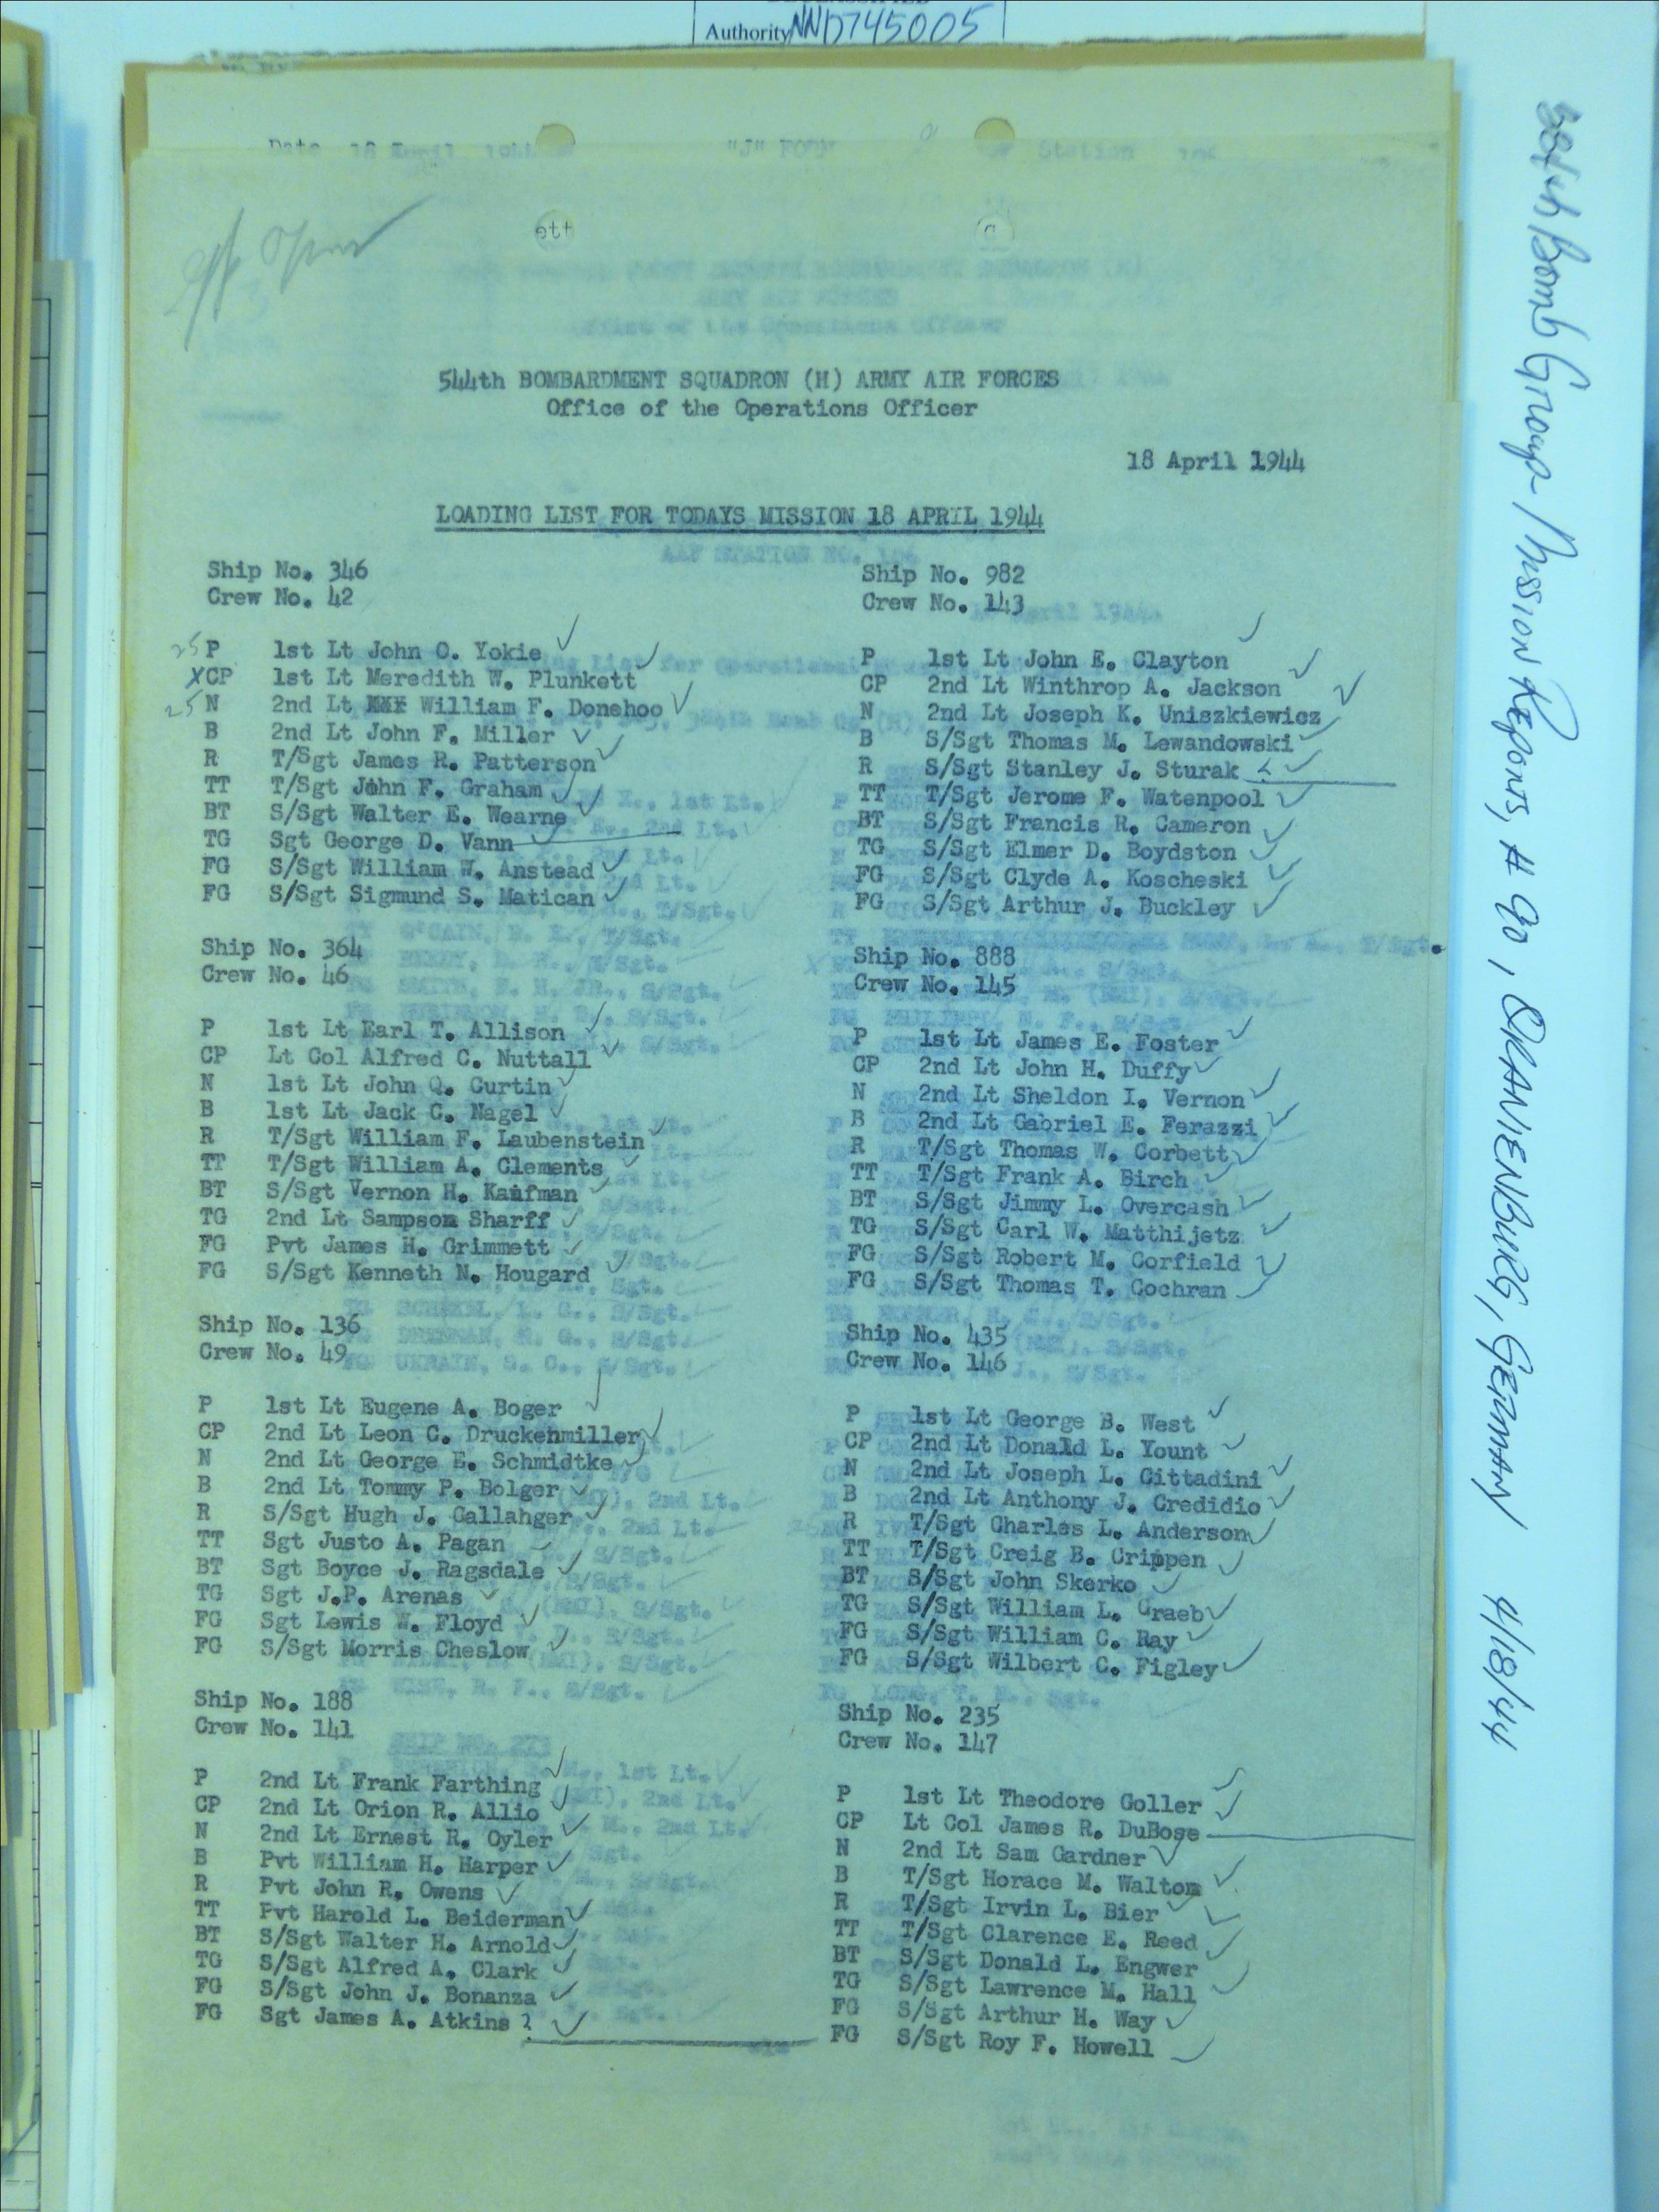 Authority NND745005
Date 18 April 1944 "J" FORM Station
544th BOMBARDMENT SQUADRON (H) ARMY AIR FORCES
Office of the Operations Officer
18 April 1944
LOADING LIST FOR TODAYS MISSION 18 APRIL 1944
Ship No. 346
Crew No. 42
25 P 1st Lt John O. Yokie
X CP 1st Lt Meredith W. Plunkett
25 N 2nd Lt William F. Donehoo
B 2nd Lt John F. Miller
R T/Sgt James R. Patterson
TT T/Sgt John F. Graham
BT S/Sgt Walter E. Wearne
TG Sgt George D. Vann
FG S/Sgt William W. Anstead
FG S/Sgt Sigmund S. Matican
Ship No. 364
Crew No. 46
P 1st Lt Earl T. Allison
CP Lt Col Alfred C. Nuttall
N 1st Lt John Q. Curtin
B 1st Lt Jack C. Nagel
R T/Sgt William F. Laubenstein
TT T/Sgt William A. Clements
BT S/Sgt Vernon H. Kaufman
TG 2nd Lt Sampson Sharff
FG Pvt James H. Grimmett
FG S/Sgt Kenneth N. Hougard
Ship No. 136
Crew No. 49
P 1st Lt Eugene A. Boger
CP 2nd Lt Leon C. Druckenmiller
N 2nd Lt George E. Schmidtke
B 2nd Lt Tommy P. Bolger
R S/Sgt Hugh J. Gallahger
TT Sgt Justo A. Pagan
BT Sgt Boyce J. Ragsdale
TG Sgt J.P. Arenas
FG Sgt Lewis W. Floyd
FG S/Sgt Morris Cheslow
Ship No. 188
Crew No. 141
P 2nd Lt Frank Farthing
CP 2nd Lt Orion R. Allio
N 2nd Lt Ernest R. Oyler
B Pvt William H. Harper
R Pvt John R. Owens
TT Pvt Harold L. Beiderman
BT S/Sgt Walter H. Arnold
TG S/Sgt Alfred A. Clark
FG S/Sgt John J. Bonanza
FG Sgt James A. Atkins ?
Ship No. 982
Crew No. 143
P 1st Lt John E. Clayton
CP 2nd Lt Winthrop A. Jackson
N 2nd Lt Joseph K. Uniszkiewicz
B S/Sgt Thomas M. Lewandowski
R S/Sgt Stanley J. Sturak
TT T/Sgt Jerome F. Watenpool
BT S/Sgt Francis R. Cameron
TG S/Sgt Elmer D. Boydston
FG S/Sgt Clyde A. Koscheski
FG S/Sgt Arthur J. Buckley
Ship No. 888
Crew No. 145
P 1st Lt James E. Foster
CP 2nd Lt John H. Duffy
N 2nd Lt Sheldon I. Vernon
B 2nd Lt Gabriel E. Ferazzi
R T/Sgt Thomas W. Corbett
TT T/Sgt Frank A. Birch
BT S/Sgt Jimmy L. Overcash
TG S/Sgt Carl W. Matthijetz
FG S/Sgt Robert M. Corfield
FG S/Sgt Thomas T. Cochran
Ship No. 435
Crew No. 146
P 1st Lt George B. West
CP 2nd Lt Donald L. Yount
N 2nd Lt Joseph L. Cittadini
B 2nd Lt Anthony J. Credidio
R T/Sgt Charles L. Anderson
TT T/Sgt Creig B. Crippen
BT S/Sgt John Skerko
TG S/Sgt William L. Graeb
FG S/Sgt William C. Ray
FG S/Sgt Wilbert C. Figley
Ship No. 235
Crew No. 147
P 1st Lt Theodore Goller
CP Lt Col James R. DuBose
N 2nd Lt Sam Gardner
B T/Sgt Horace M. Walton
R T/Sgt Irvin L. Bier
TT T/Sgt Clarence E. Reed
BT S/Sgt Donald L. Engwer
TG S/Sgt Lawrence M. Hall
FG S/Sgt Arthur H. Way
FG S/Sgt Roy F. Howell
384th Bomb Group Mission Reports, # 90, ORANIENBURG, GERMANY 4/18/44